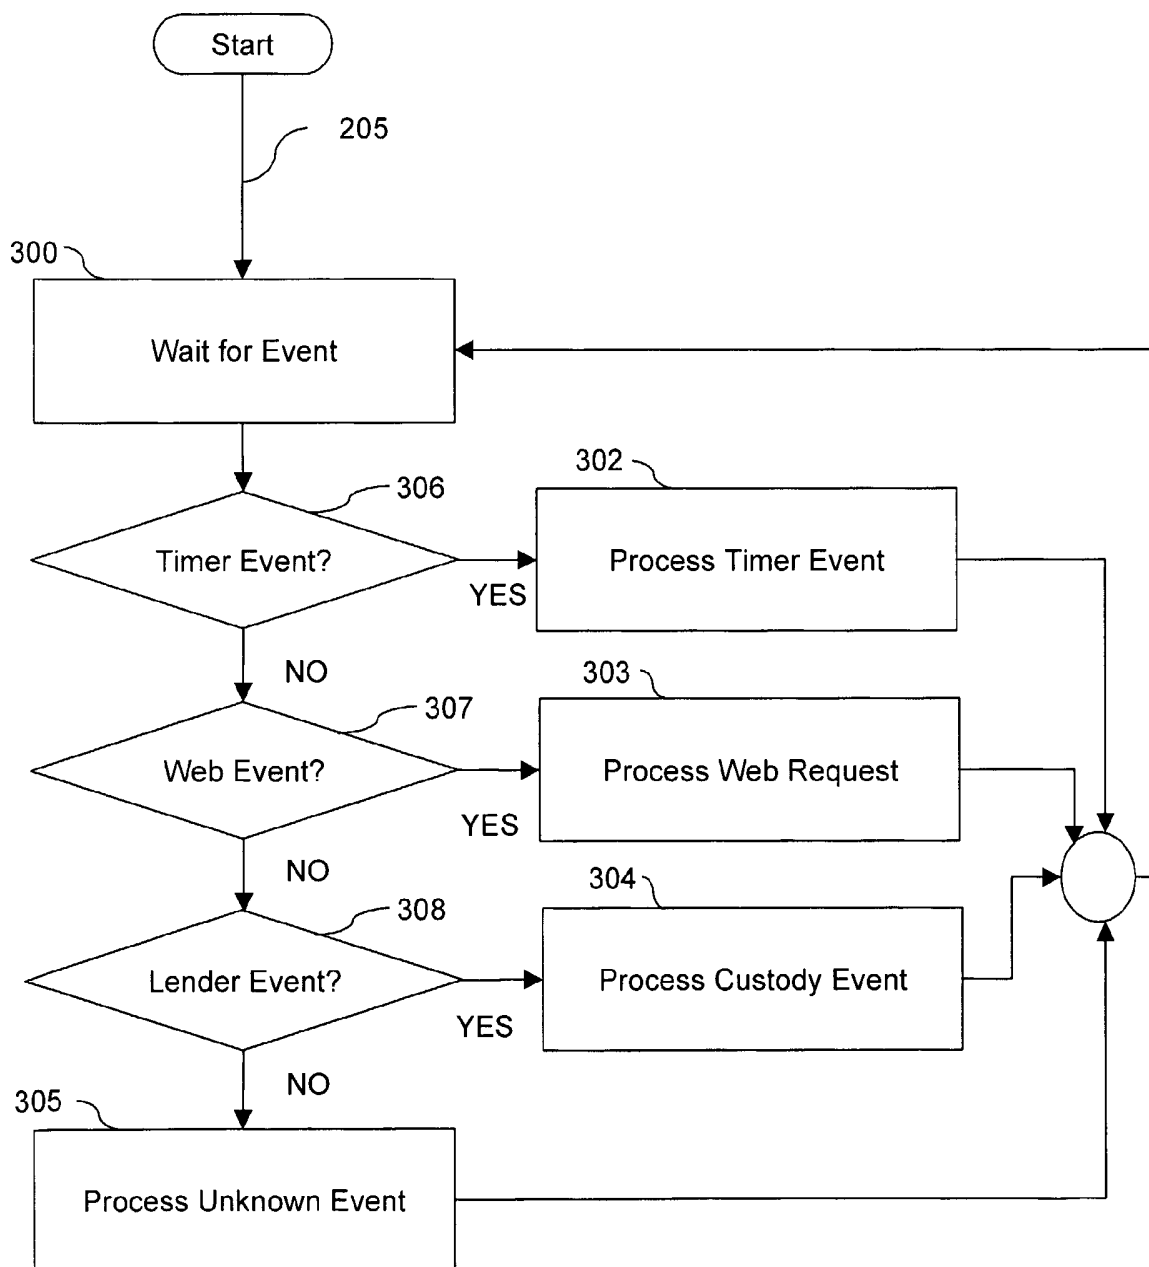 Start
205
300
Wait for Event
302
306
Timer Event?
Process Timer Event
YES
NO
303
307
Web Event?
Process Web Request
YES
NO
304
308
Lender Event?
Process Custody Event
YES
NO
305
Process Unknown Event